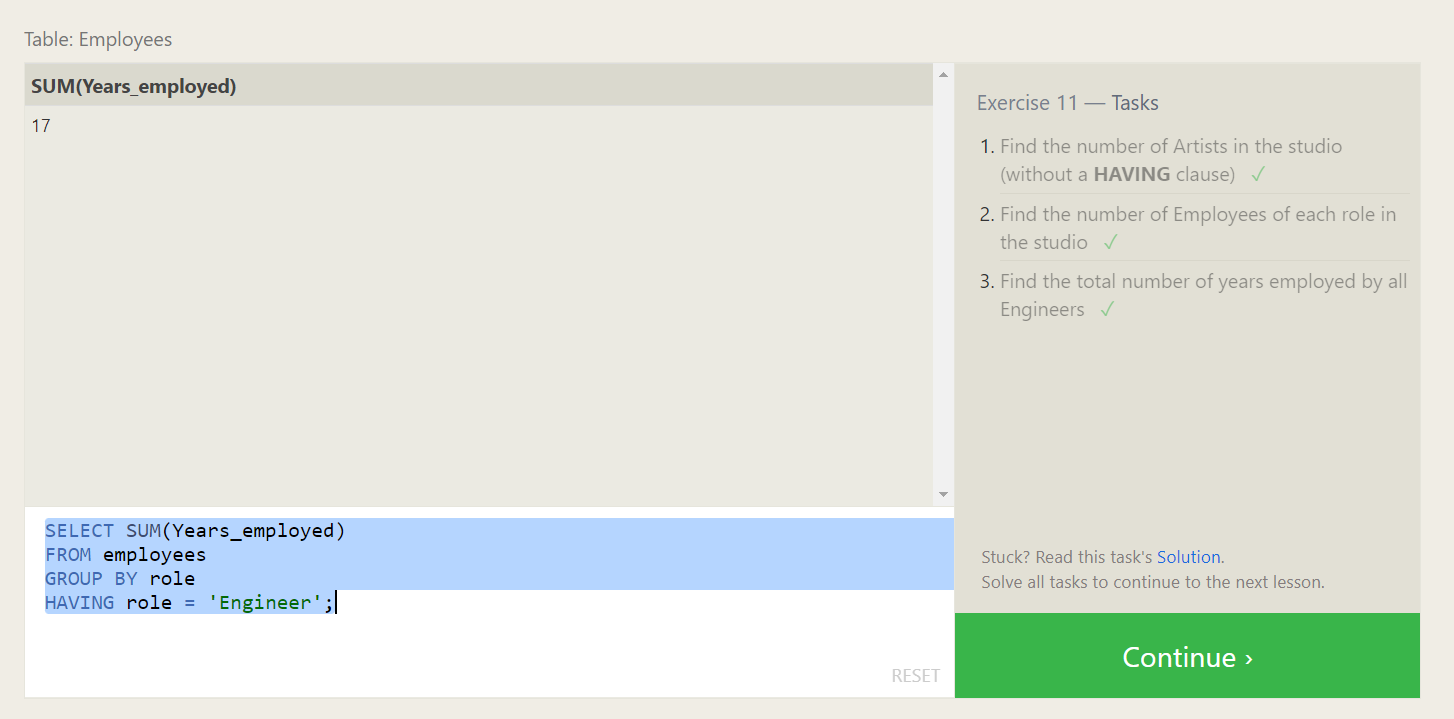 Table: Employees
SUM(Years_employed)
17
SELECT SUM(Years_employed)
FROM employees
GROUP BY role
HAVING role = 'Engineer';
RESET
Exercise 11 — Tasks
1. Find the number of Artists in the studio
(without a HAVING clause) ✓
2. Find the number of Employees of each role in
the studio ✓
3. Find the total number of years employed by all
Engineers ✓
Stuck? Read this task's Solution.
Solve all tasks to continue to the next lesson.
Continue ›